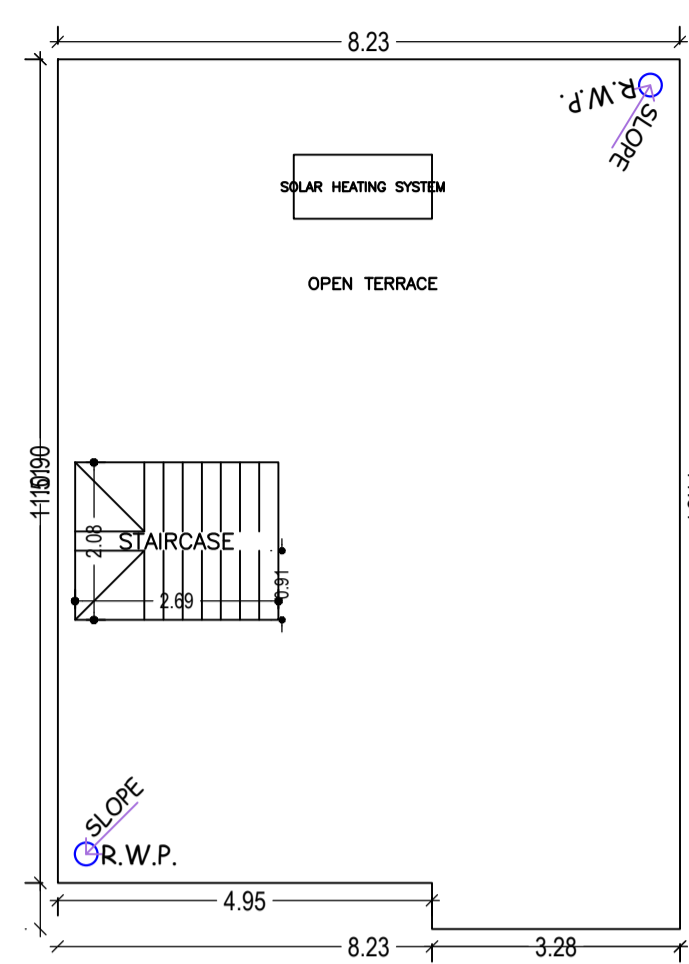 8.23
R.W.P.
SLOPE
SOLAR HEATING SYSTEM
OPEN TERRACE
STAIRCASE
2.08
0.91
2.69
SLOPE
R.W.P.
4.95
8.23
3.28